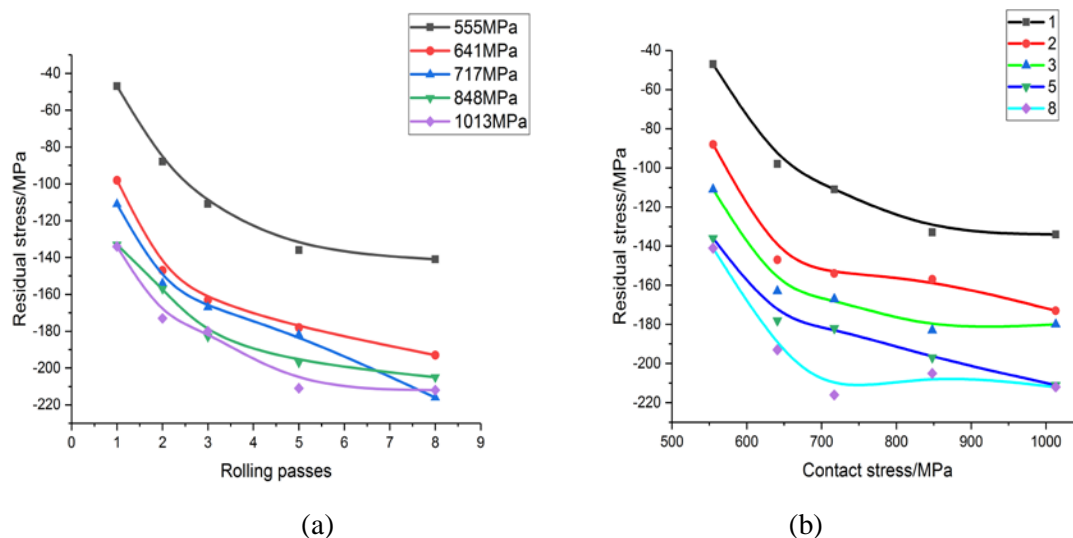 555MPa
641MPa
717MPa
848MPa
1013MPa
-40
-60
-80
-100
-120
-140
-160
-180
-200
-220
Residual stress/MPa
0 1 2 3 4 5 6 7 8 9
Rolling passes
(a)
1
2
3
5
8
-40
-60
-80
-100
-120
-140
-160
-180
-200
-220
Residual stress/MPa
500 600 700 800 900 1000
Contact stress/MPa
(b)